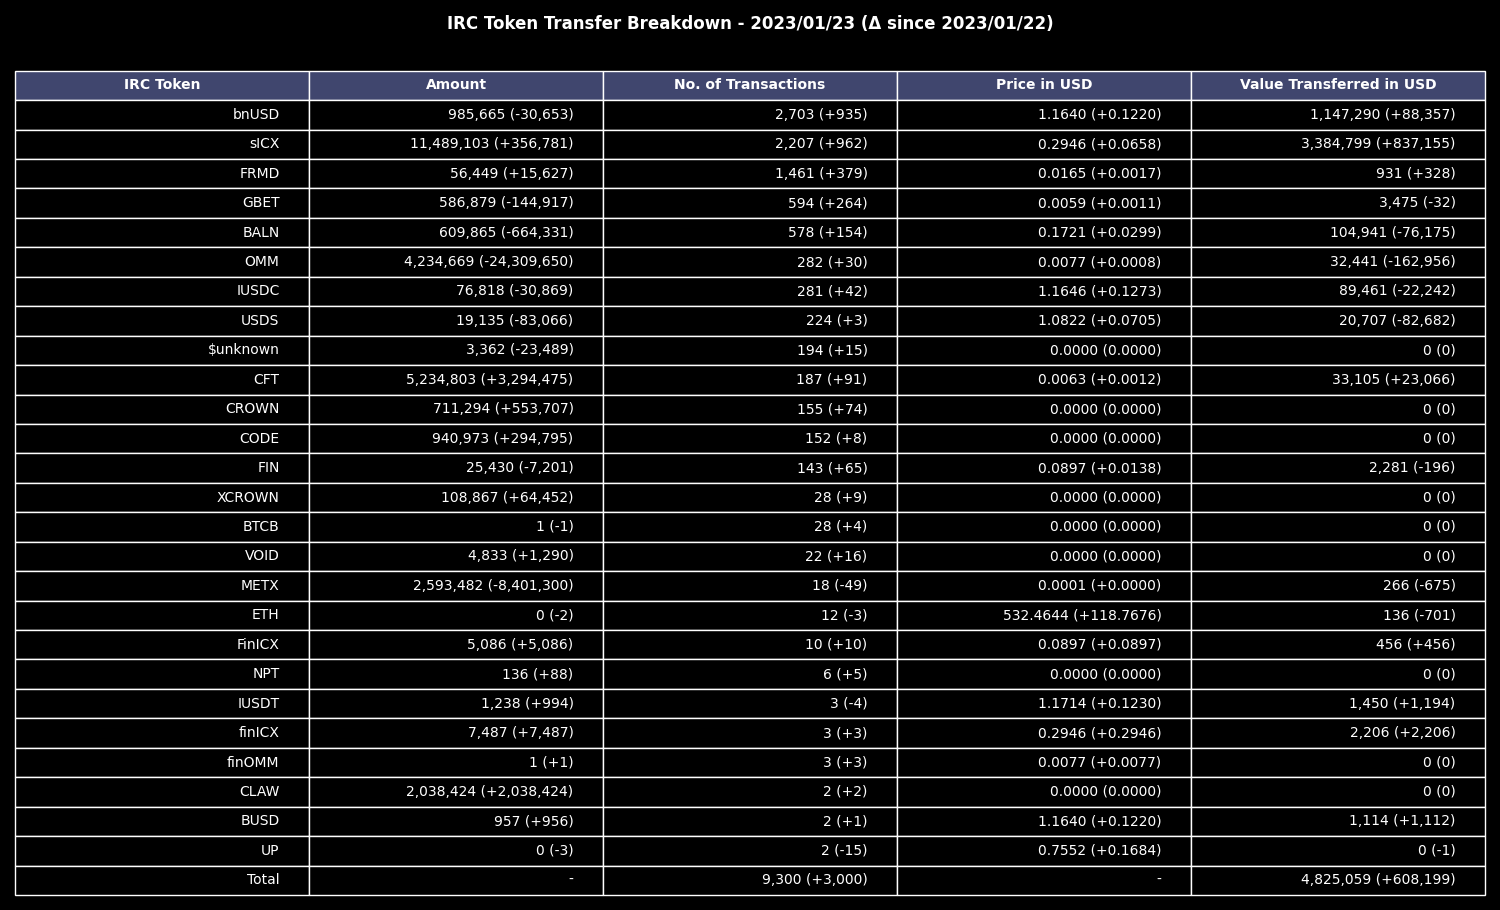 IRC Token Transfer Breakdown - 2023/01/23 (Δ since 2023/01/22)
IRC Token Amount No. of Transactions Price in USD Value Transferred in USD
bnUSD 985,665 (-30,653) 2,703 (+935) 1.1640 (+0.1220) 1,147,290 (+88,357)
sICX 11,489,103 (+356,781) 2,207 (+962) 0.2946 (+0.0658) 3,384,799 (+837,155)
FRMD 56,449 (+15,627) 1,461 (+379) 0.0165 (+0.0017) 931 (+328)
GBET 586,879 (-144,917) 594 (+264) 0.0059 (+0.0011) 3,475 (-32)
BALN 609,865 (-664,331) 578 (+154) 0.1721 (+0.0299) 104,941 (-76,175)
OMM 4,234,669 (-24,309,650) 282 (+30) 0.0077 (+0.0008) 32,441 (-162,956)
IUSDC 76,818 (-30,869) 281 (+42) 1.1646 (+0.1273) 89,461 (-22,242)
USDS 19,135 (-83,066) 224 (+3) 1.0822 (+0.0705) 20,707 (-82,682)
$unknown 3,362 (-23,489) 194 (+15) 0.0000 (0.0000) 0 (0)
CFT 5,234,803 (+3,294,475) 187 (+91) 0.0063 (+0.0012) 33,105 (+23,066)
CROWN 711,294 (+553,707) 155 (+74) 0.0000 (0.0000) 0 (0)
CODE 940,973 (+294,795) 152 (+8) 0.0000 (0.0000) 0 (0)
FIN 25,430 (-7,201) 143 (+65) 0.0897 (+0.0138) 2,281 (-196)
XCROWN 108,867 (+64,452) 28 (+9) 0.0000 (0.0000) 0 (0)
BTCB 1 (-1) 28 (+4) 0.0000 (0.0000) 0 (0)
VOID 4,833 (+1,290) 22 (+16) 0.0000 (0.0000) 0 (0)
METX 2,593,482 (-8,401,300) 18 (-49) 0.0001 (+0.0000) 266 (-675)
ETH 0 (-2) 12 (-3) 532.4644 (+118.7676) 136 (-701)
FinICX 5,086 (+5,086) 10 (+10) 0.0897 (+0.0897) 456 (+456)
NPT 136 (+88) 6 (+5) 0.0000 (0.0000) 0 (0)
IUSDT 1,238 (+994) 3 (-4) 1.1714 (+0.1230) 1,450 (+1,194)
finICX 7,487 (+7,487) 3 (+3) 0.2946 (+0.2946) 2,206 (+2,206)
finOMM 1 (+1) 3 (+3) 0.0077 (+0.0077) 0 (0)
CLAW 2,038,424 (+2,038,424) 2 (+2) 0.0000 (0.0000) 0 (0)
BUSD 957 (+956) 2 (+1) 1.1640 (+0.1220) 1,114 (+1,112)
UP 0 (-3) 2 (-15) 0.7552 (+0.1684) 0 (-1)
Total - 9,300 (+3,000) - 4,825,059 (+608,199)